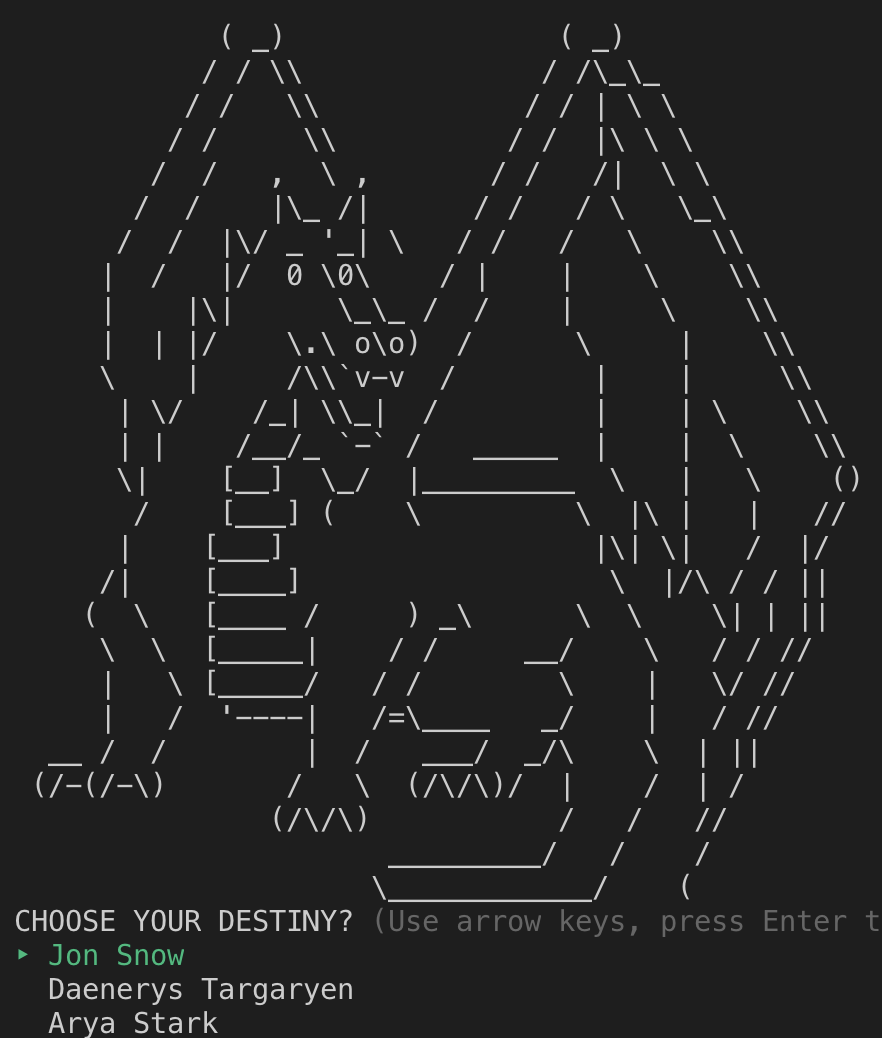 CHOOSE YOUR DESTINY? (Use arrow keys, press Enter t
‣ Jon Snow
Daenerys Targaryen
Arya Stark